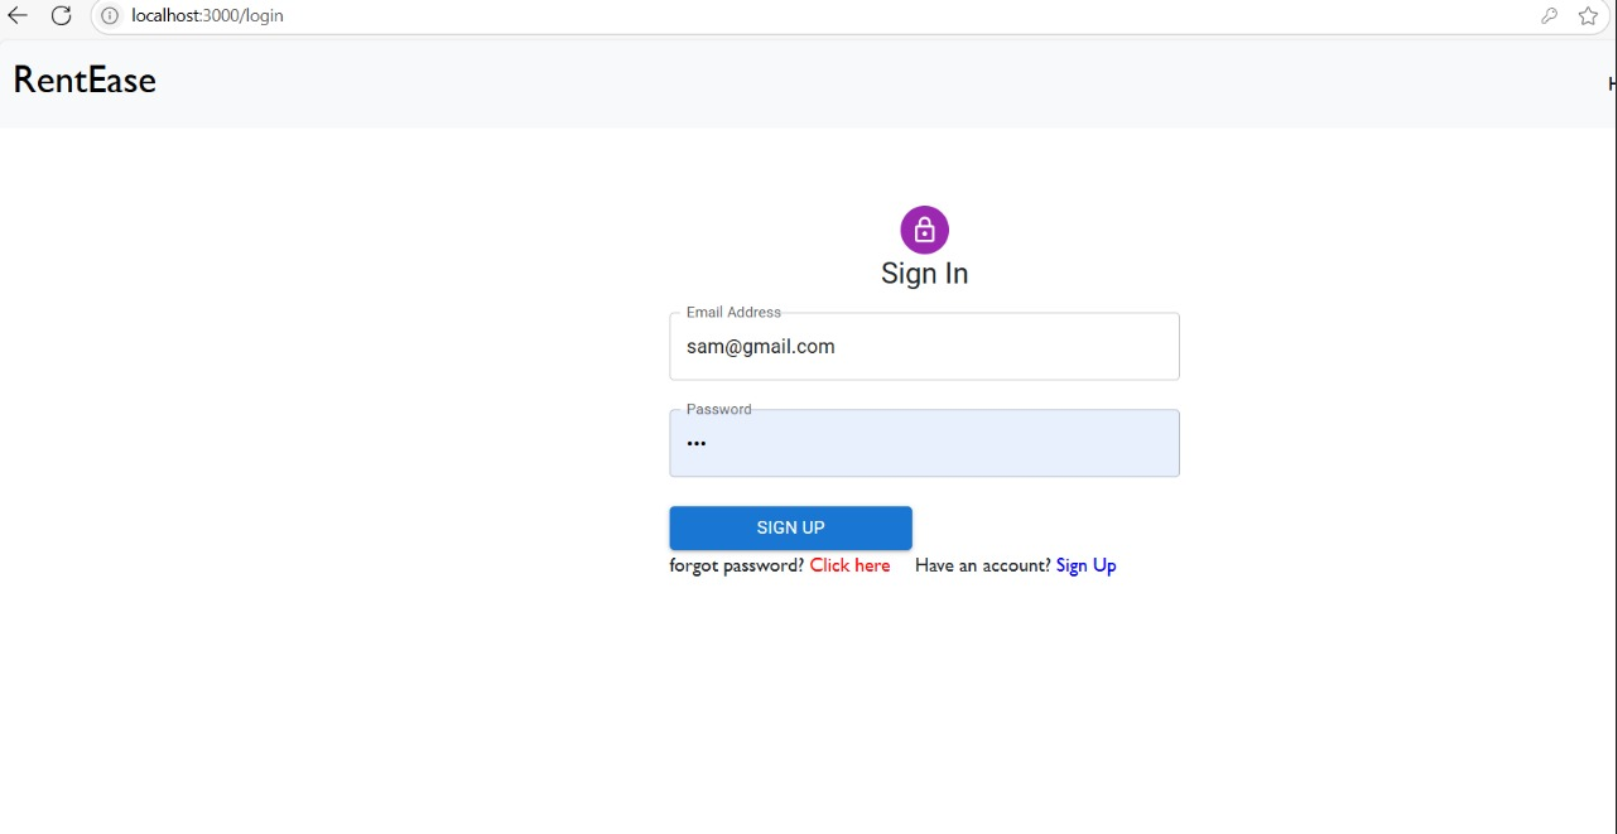 localhost:3000/login
RentEase
Sign In
Email Address
sam@gmail.com
Password
•••
SIGN UP
forgot password? Click here Have an account? Sign Up